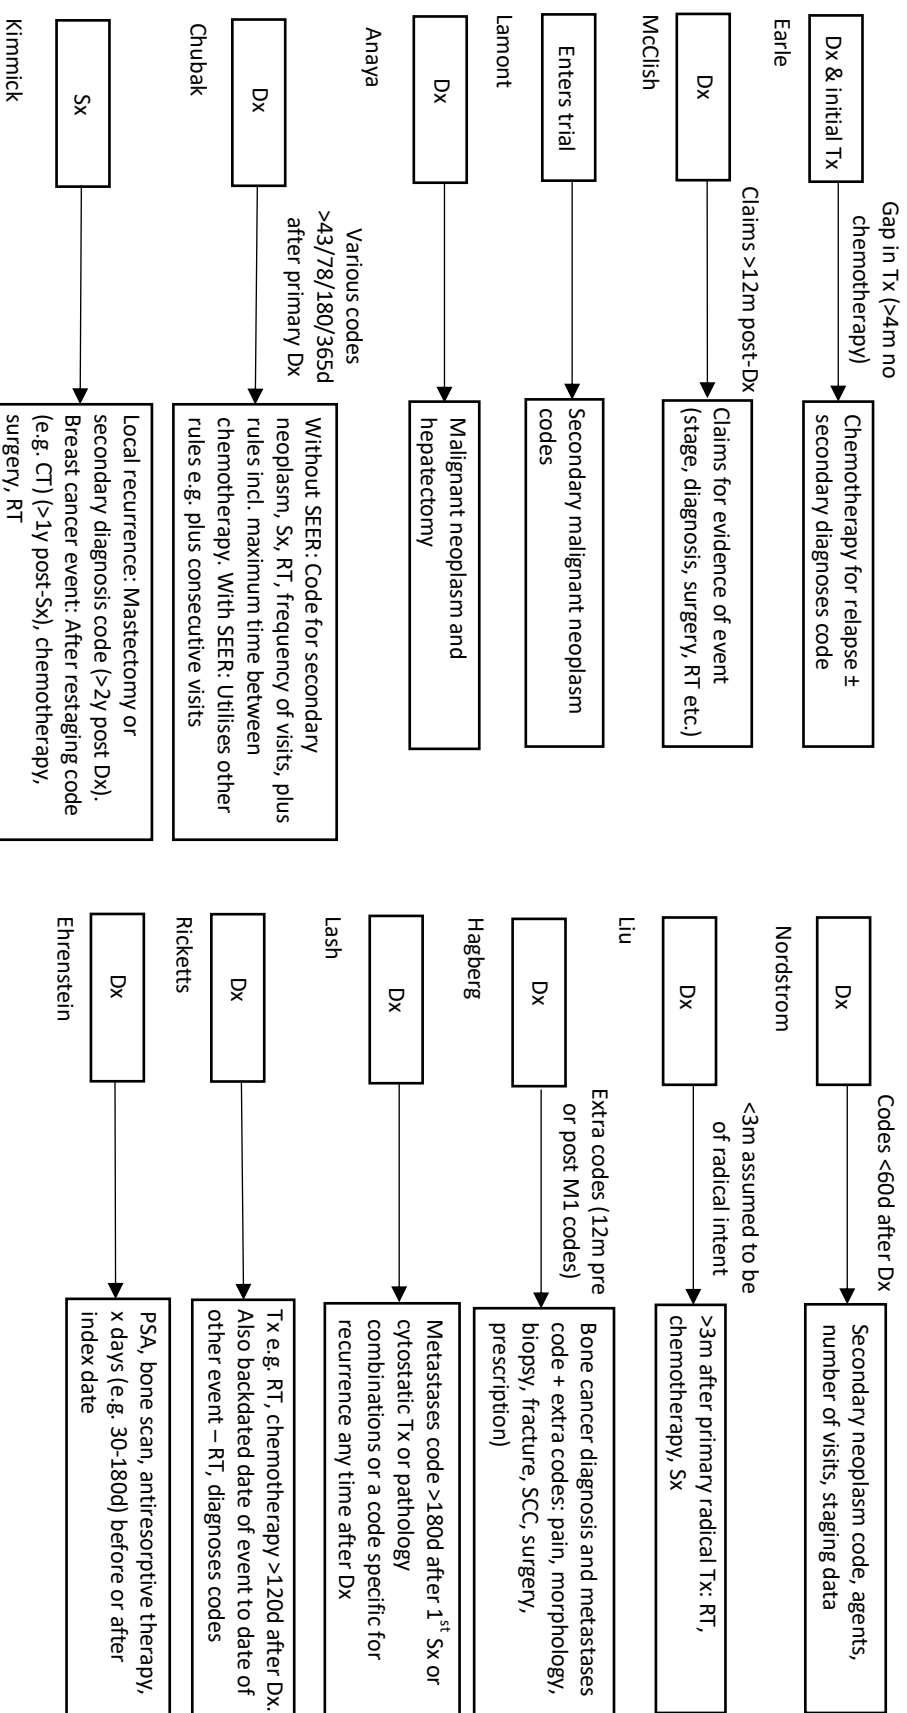 Gap in Tx (>4m no
chemotherapy)
Dx & initial Tx
Chemotherapy for relapse ±
secondary diagnoses code
Earle
Claims >12m post-Dx
Dx
Claims for evidence of event
(stage, diagnosis, surgery, RT etc.)
McClish
Enters trial
Secondary malignant neoplasm
codes
Lamont
Dx
Malignant neoplasm and
hepatectomy
Anaya
Various codes
>43/78/180/365d
after primary Dx
Dx
Without SEER: Code for secondary
neoplasm, Sx, RT, frequency of visits, plus
rules incl. maximum time between
chemotherapy. With SEER: Utilises other
rules e.g. plus consecutive visits
Chubak
Sx
Local recurrence: Mastectomy or
secondary diagnosis code (>2y post Dx).
Breast cancer event: After restaging code
(e.g. CT) (>1y post-Sx), chemotherapy,
surgery, RT
Kimmick
Codes <60d after Dx
Dx
Secondary neoplasm code, agents,
number of visits, staging data
Nordstrom
<3m assumed to be
of radical intent
Dx
>3m after primary radical Tx: RT,
chemotherapy, Sx
Liu
Extra codes (12m pre
or post M1 codes)
Dx
Bone cancer diagnosis and metastases
code + extra codes: pain, morphology,
biopsy, fracture, SCC, surgery,
prescription)
Hagberg
Dx
Metastases code >180d after 1st Sx or
cytostatic Tx or pathology
combinations or a code specific for
recurrence any time after Dx
Lash
Dx
Tx e.g. RT, chemotherapy >120d after Dx.
Also backdated date of event to date of
other event – RT, diagnoses codes
Ricketts
Dx
PSA, bone scan, antiresorptive therapy,
x days (e.g. 30-180d) before or after
index date
Ehrenstein